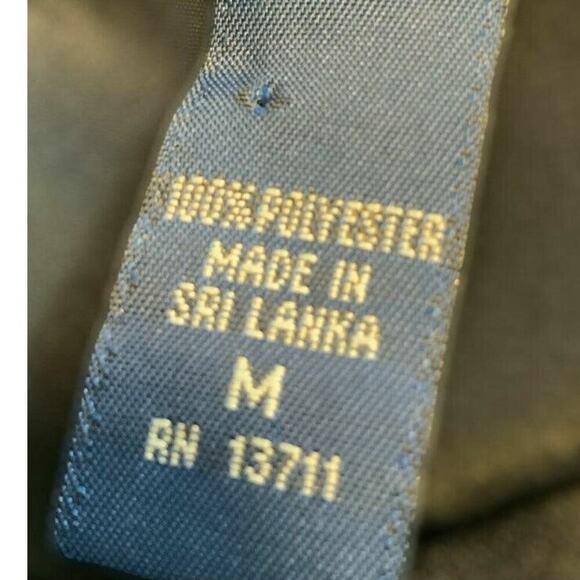 100% POLYESTER
MADE IN
SRI LANKA
M
RN 13711